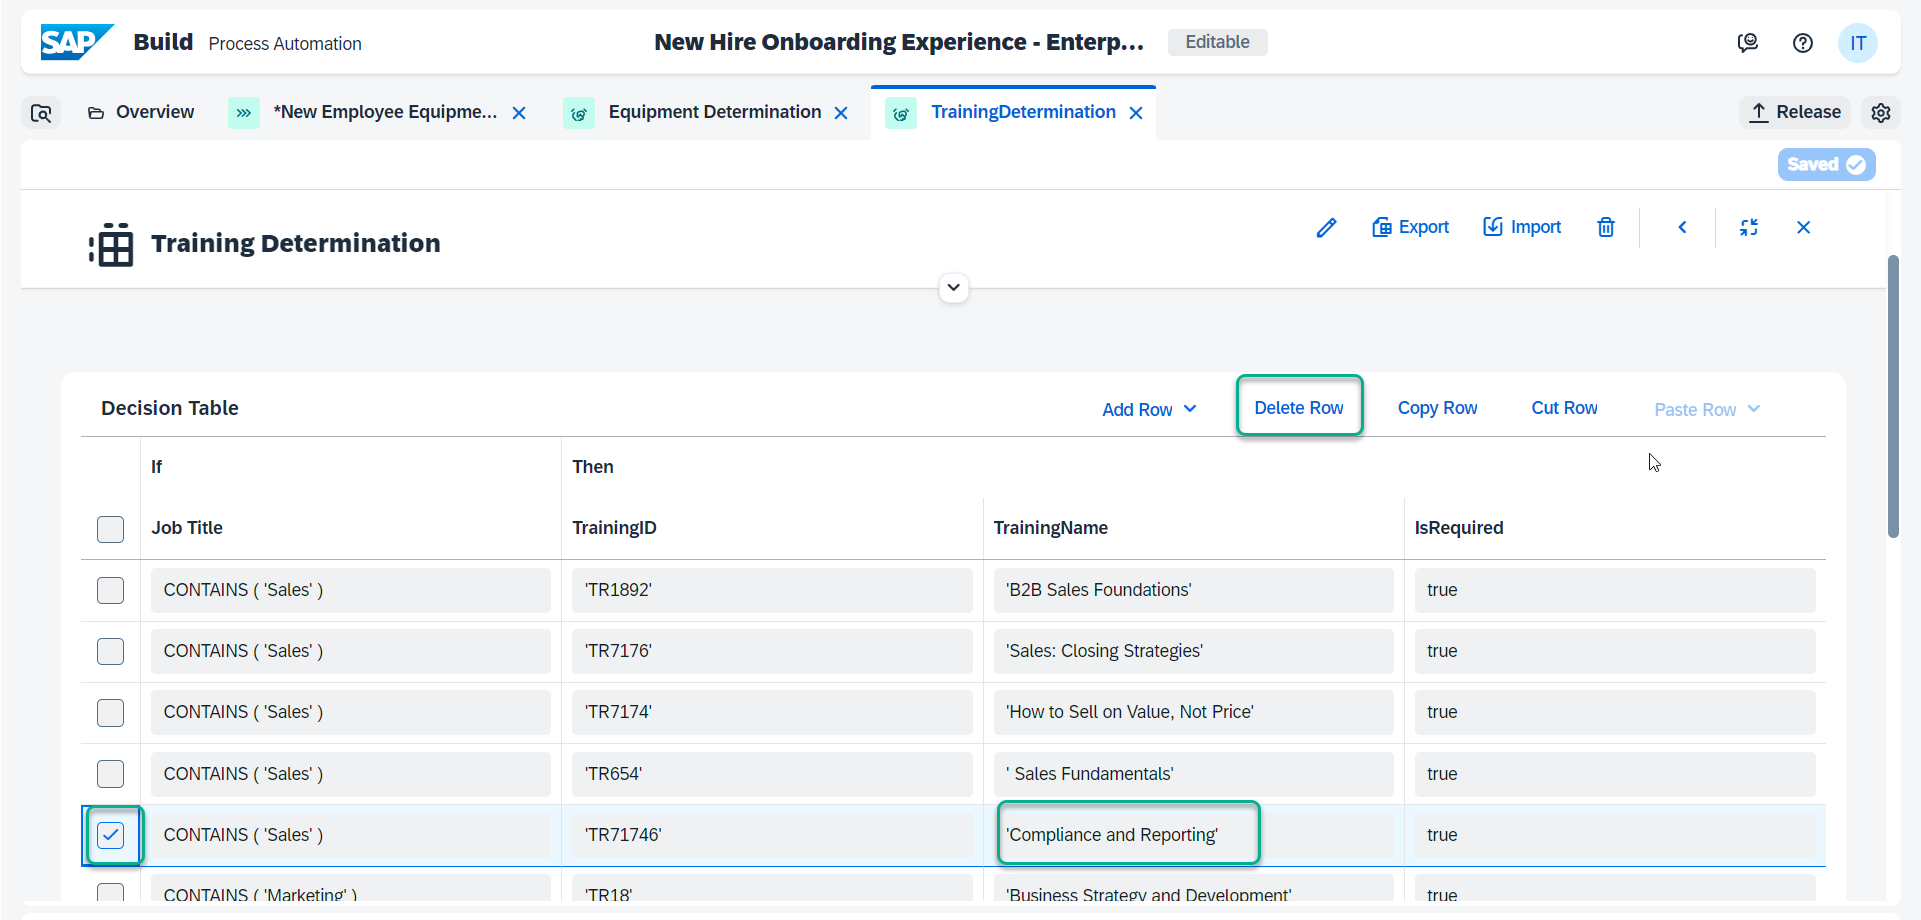 SAP Build Process Automation New Hire Onboarding Experience - Enterp... Editable IT
Overview *New Employee Equipme... Equipment Determination TrainingDetermination Release
Saved
Training Determination Export Import
Decision Table Add Row Delete Row Copy Row Cut Row Paste Row
If Then
Job Title TrainingID TrainingName IsRequired
CONTAINS ( 'Sales' ) 'TR1892' 'B2B Sales Foundations' true
CONTAINS ( 'Sales' ) 'TR7176' 'Sales: Closing Strategies' true
CONTAINS ( 'Sales' ) 'TR7174' 'How to Sell on Value, Not Price' true
CONTAINS ( 'Sales' ) 'TR654' ' Sales Fundamentals' true
CONTAINS ( 'Sales' ) 'TR71746' 'Compliance and Reporting' true
CONTAINS ( 'Marketing' ) 'TR18' 'Business Strategy and Development' true